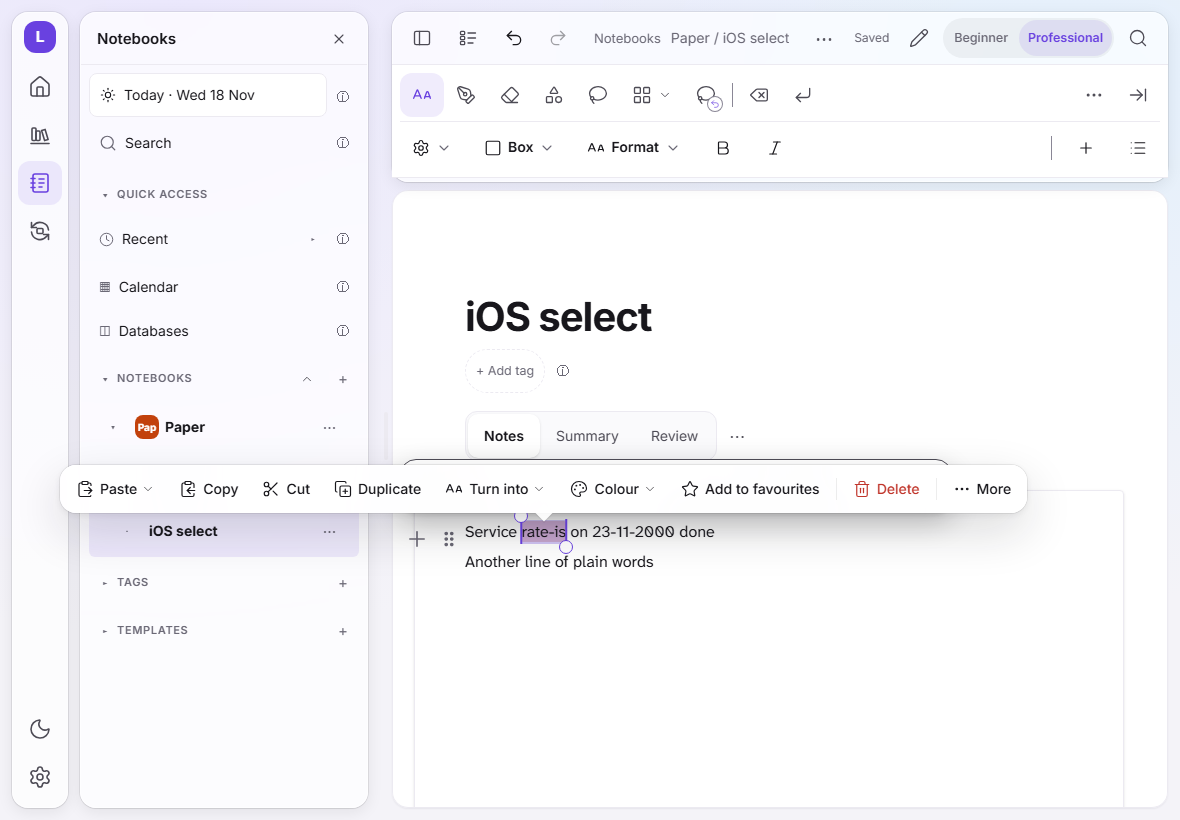 L
Notebooks
Today · Wed 18 Nov
Search
QUICK ACCESS
Recent
Calendar
Databases
NOTEBOOKS
Pap Paper
iOS select
TAGS
TEMPLATES
Notebooks Paper / iOS select
Saved
Beginner Professional
AA
Box
AA Format
B I
iOS select
+ Add tag
Notes Summary Review
Paste Copy Cut Duplicate AA Turn into Colour Add to favourites Delete More
Service rate-is on 23-11-2000 done
Another line of plain words